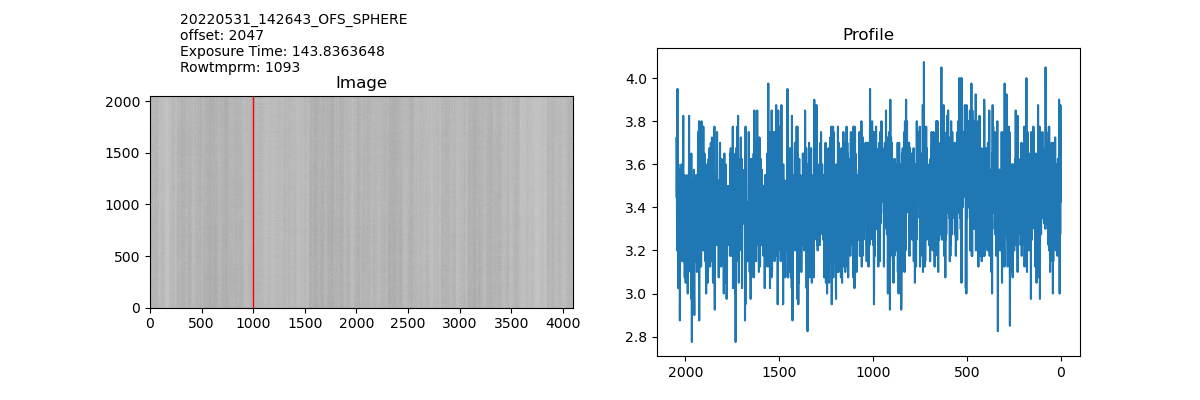 20220531_142643_OFS_SPHERE
offset: 2047
Exposure Time: 143.8363648
Rowtmprm: 1093
Image
2000
1500
1000
500
0
0 500 1000 1500 2000 2500 3000 3500 4000
Profile
4.0
3.8
3.6
3.4
3.2
3.0
2.8
2000 1500 1000 500 0